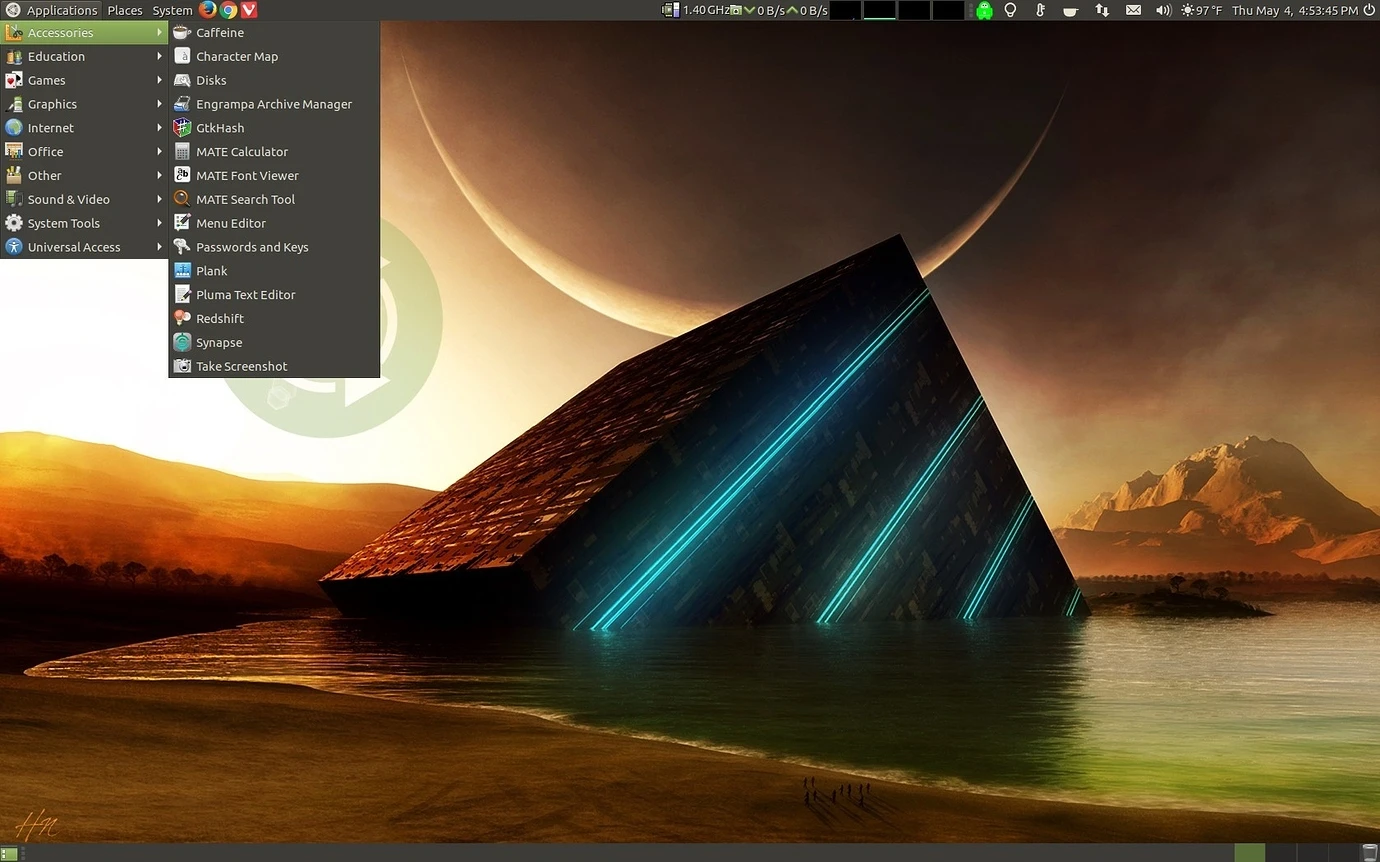 Applications Places System 1.40 GHz 0 B/s 0 B/s 97 °F Thu May 4, 4:53:45 PM
Accessories
Education
Games
Graphics
Internet
Office
Other
Sound & Video
System Tools
Universal Access
Caffeine
Character Map
Disks
Engrampa Archive Manager
GtkHash
MATE Calculator
MATE Font Viewer
MATE Search Tool
Menu Editor
Passwords and Keys
Plank
Pluma Text Editor
Redshift
Synapse
Take Screenshot
HN